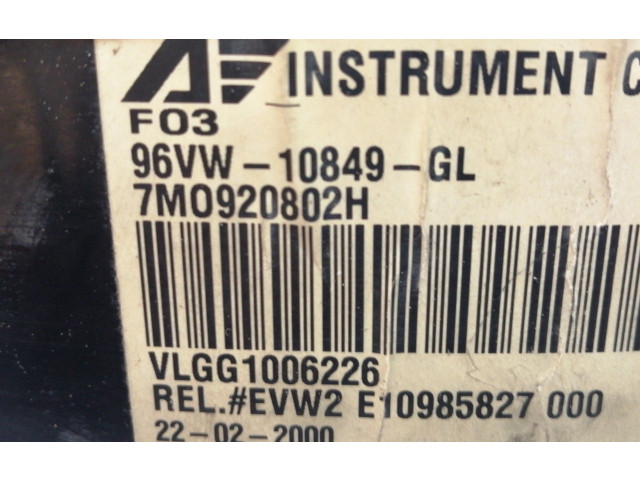 INSTRUMENT C
F03
96VW-10849-GL
7M0920802H
VLGG1006226
REL.#EVW2 E10985827 000
22-02-2000